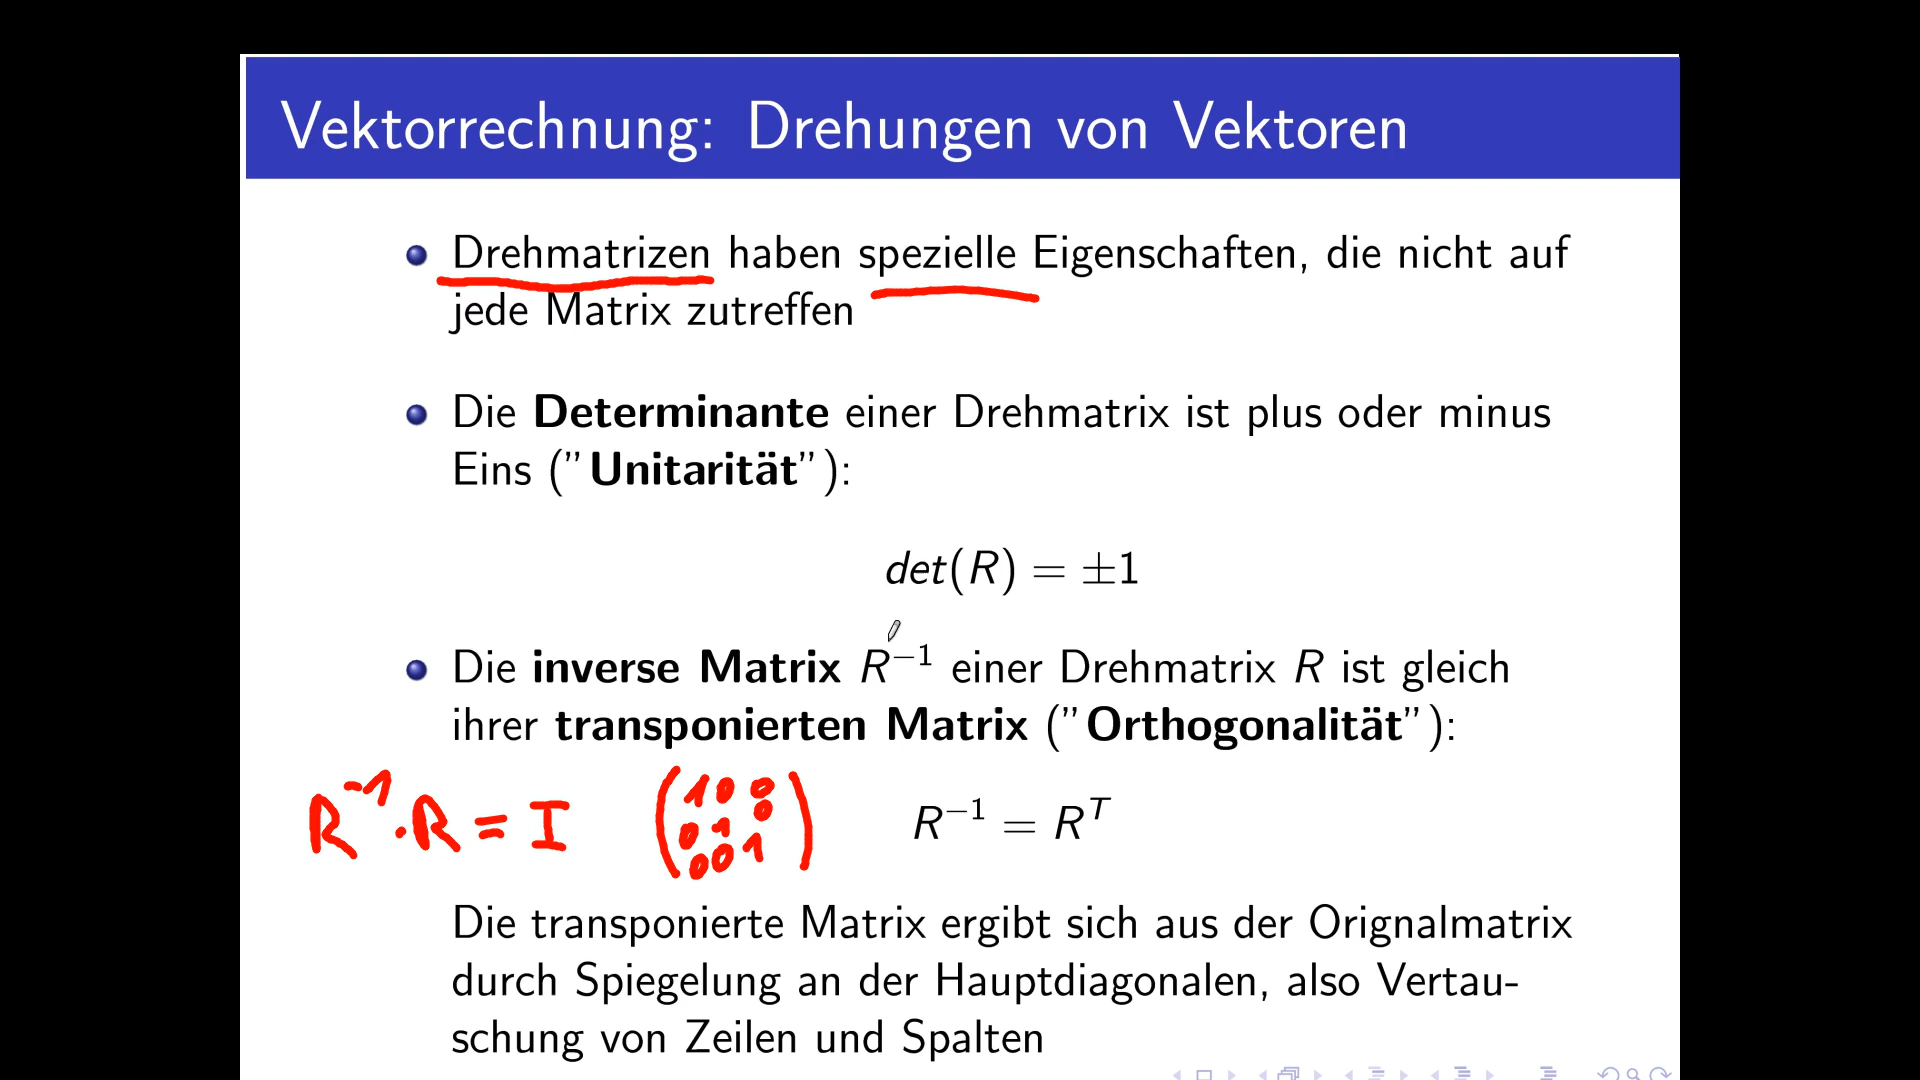 Vektorrechnung: Drehungen von Vektoren
Drehmatrizen haben spezielle Eigenschaften, die nicht auf
jede Matrix zutreffen
Die Determinante einer Drehmatrix ist plus oder minus
Eins ("Unitarität"):
det(R) = ±1
Die inverse Matrix R⁻¹ einer Drehmatrix R ist gleich
ihrer transponierten Matrix ("Orthogonalität"):
R⁻¹ · R = I
1 0 0
0 1 0
0 0 1
R⁻¹ = Rᵀ
Die transponierte Matrix ergibt sich aus der Orignalmatrix
durch Spiegelung an der Hauptdiagonalen, also Vertau-
schung von Zeilen und Spalten